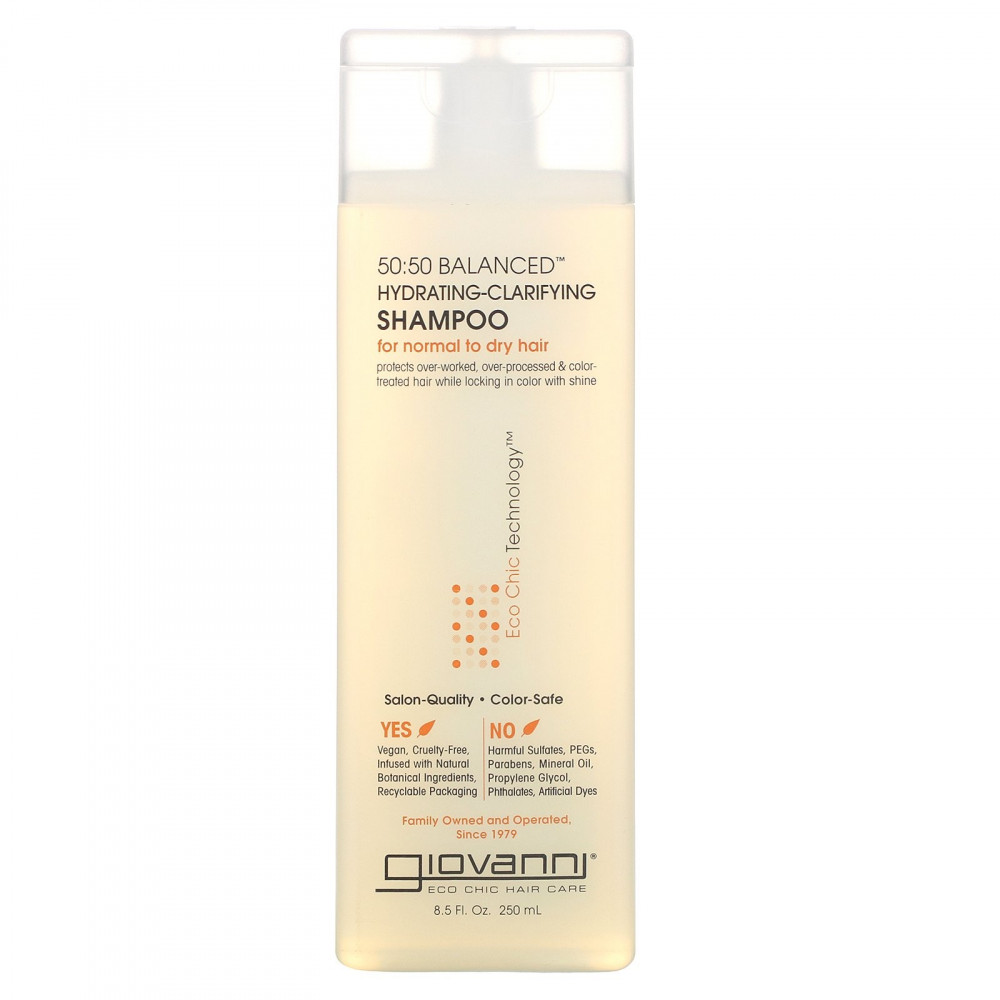 50:50 BALANCED™
HYDRATING-CLARIFYING
SHAMPOO
for normal to dry hair
protects over-worked, over-processed & color-
treated hair while locking in color with shine
Eco Chic Technology™
Salon-Quality • Color-Safe
YES
Vegan, Cruelty-Free,
Infused with Natural
Botanical Ingredients,
Recyclable Packaging
NO
Harmful Sulfates, PEGs,
Parabens, Mineral Oil,
Propylene Glycol,
Phthalates, Artificial Dyes
Family Owned and Operated,
Since 1979
giovanni®
ECO CHIC HAIR CARE
8.5 Fl. Oz. 250 mL